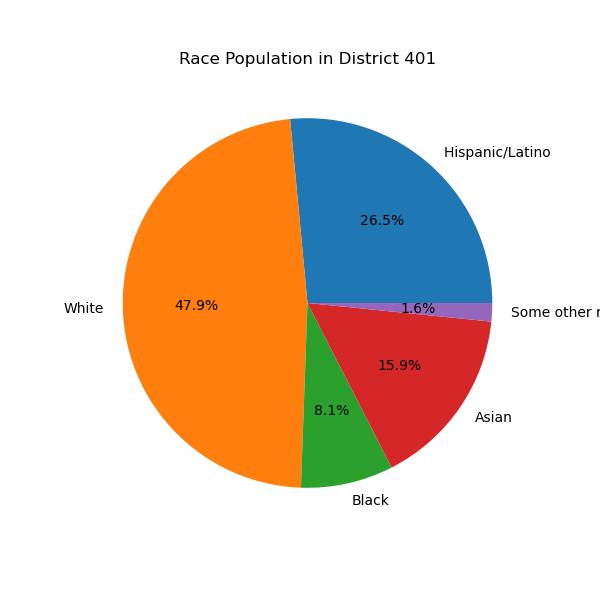 Race Population in District 401
Hispanic/Latino
26.5%
White
47.9%
1.6%
Some other
15.9%
8.1%
Asian
Black